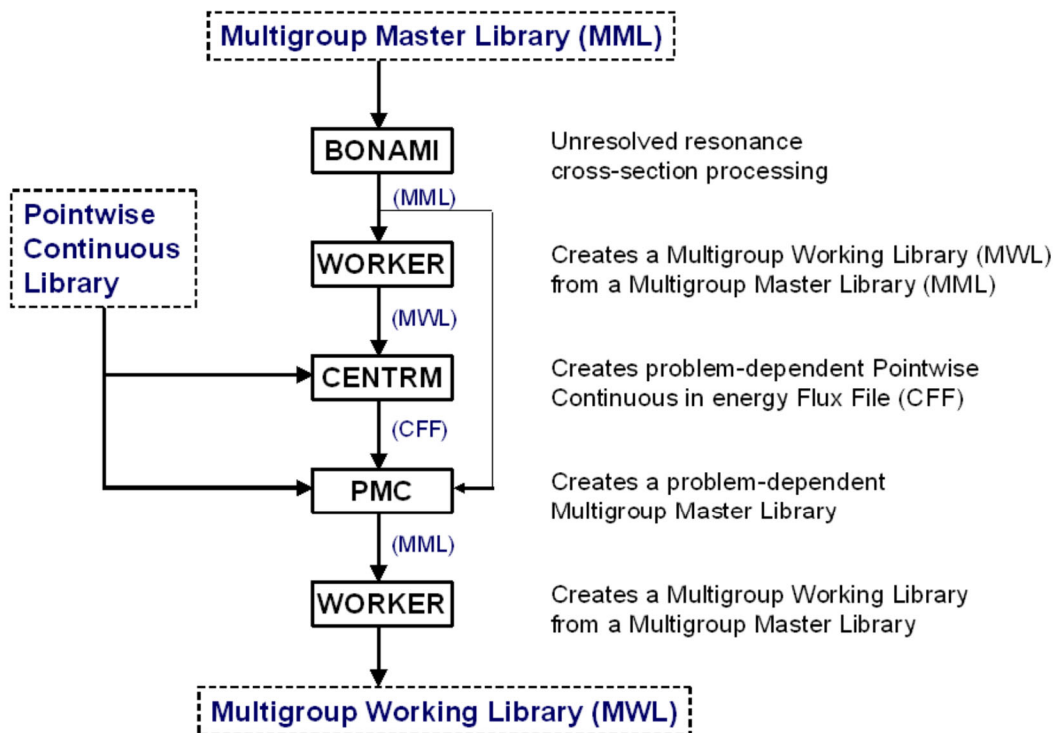 Multigroup Master Library (MML)
BONAMI
Unresolved resonance
cross-section processing
(MML)
Pointwise
Continuous
Library
WORKER
Creates a Multigroup Working Library (MWL)
from a Multigroup Master Library (MML)
(MWL)
CENTRM
Creates problem-dependent Pointwise
Continuous in energy Flux File (CFF)
(CFF)
PMC
Creates a problem-dependent
Multigroup Master Library
(MML)
WORKER
Creates a Multigroup Working Library
from a Multigroup Master Library
Multigroup Working Library (MWL)